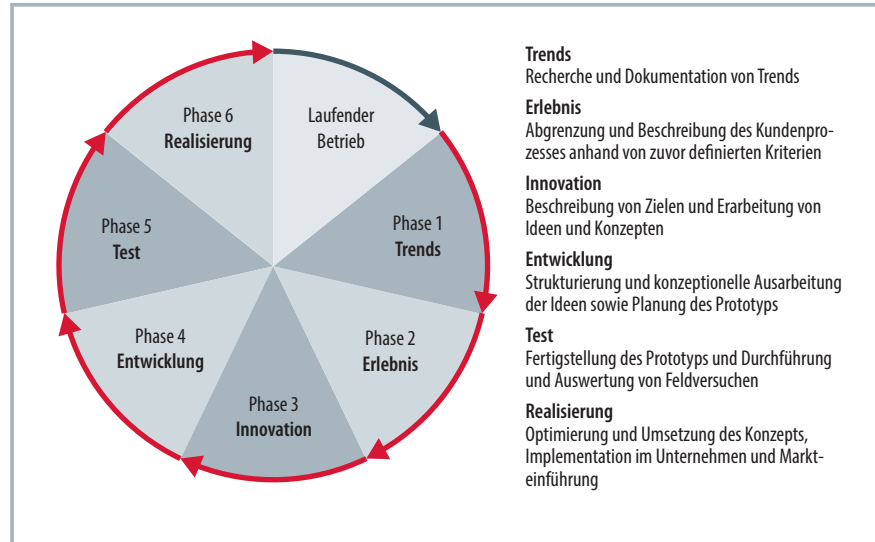 Phase 6
Realisierung
Laufender
Betrieb
Phase 5
Test
Phase 1
Trends
Phase 4
Entwicklung
Phase 2
Erlebnis
Phase 3
Innovation
Trends
Recherche und Dokumentation von Trends
Erlebnis
Abgrenzung und Beschreibung des Kundenpro-
zesses anhand von zuvor definierten Kriterien
Innovation
Beschreibung von Zielen und Erarbeitung von
Ideen und Konzepten
Entwicklung
Strukturierung und konzeptionelle Ausarbeitung
der Ideen sowie Planung des Prototyps
Test
Fertigstellung des Prototyps und Durchführung
und Auswertung von Feldversuchen
Realisierung
Optimierung und Umsetzung des Konzepts,
Implementation im Unternehmen und Markt-
einführung